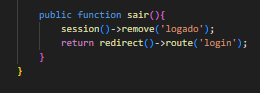 public function sair(){
session()->remove('logado');
return redirect()->route('login');
}
}